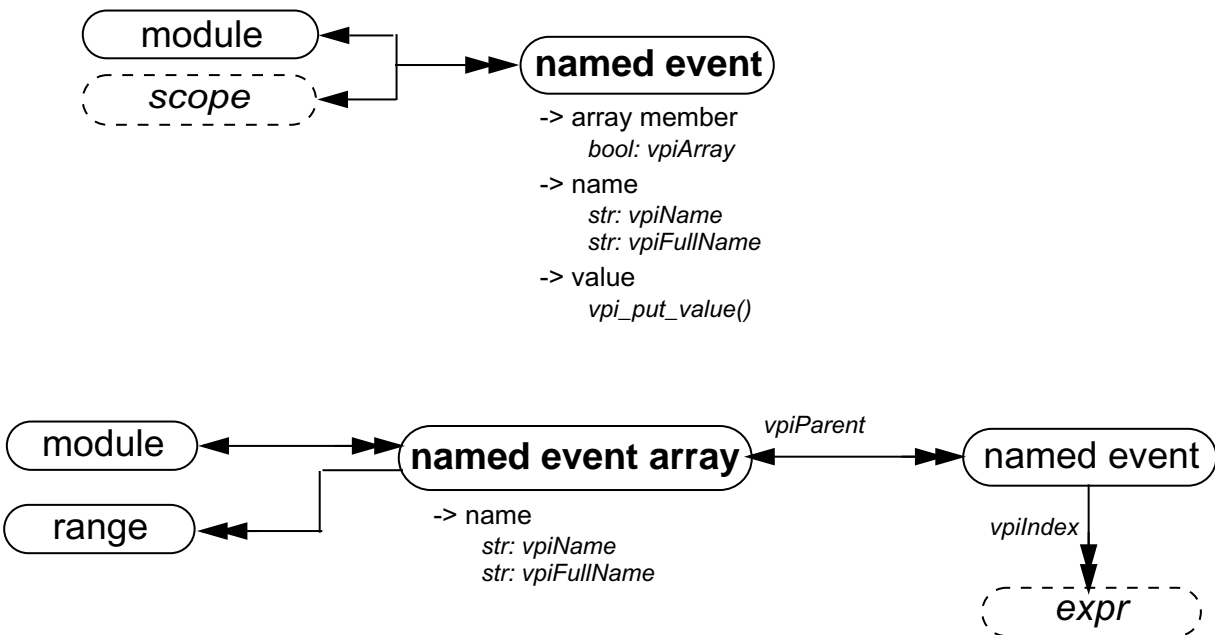 module
scope
named event
-> array member
bool: vpiArray
-> name
str: vpiName
str: vpiFullName
-> value
vpi_put_value()
module
named event array
vpiParent
named event
range
-> name
str: vpiName
str: vpiFullName
vpiIndex
expr